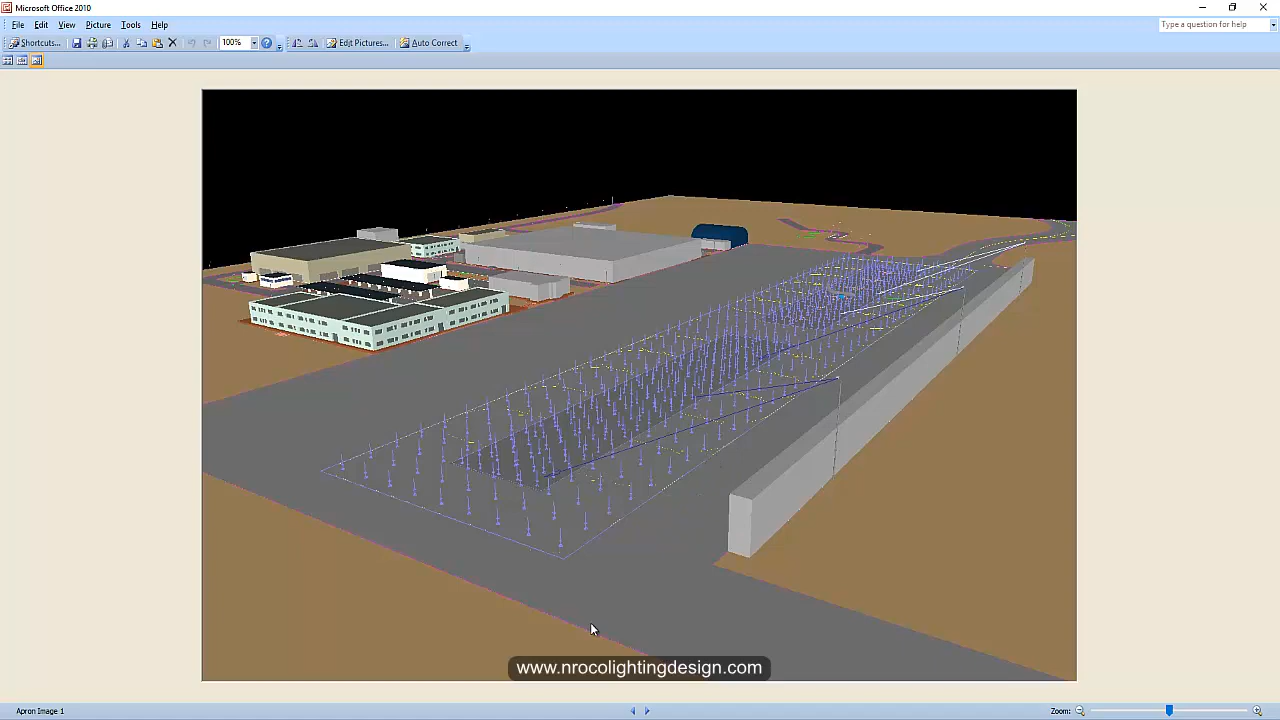 Microsoft Office 2010
File Edit View Picture Tools Help
Type a question for help
Shortcuts... 100% Edit Pictures... Auto Correct
www.nrocolightingdesign.com
Apron Image 1
Zoom: